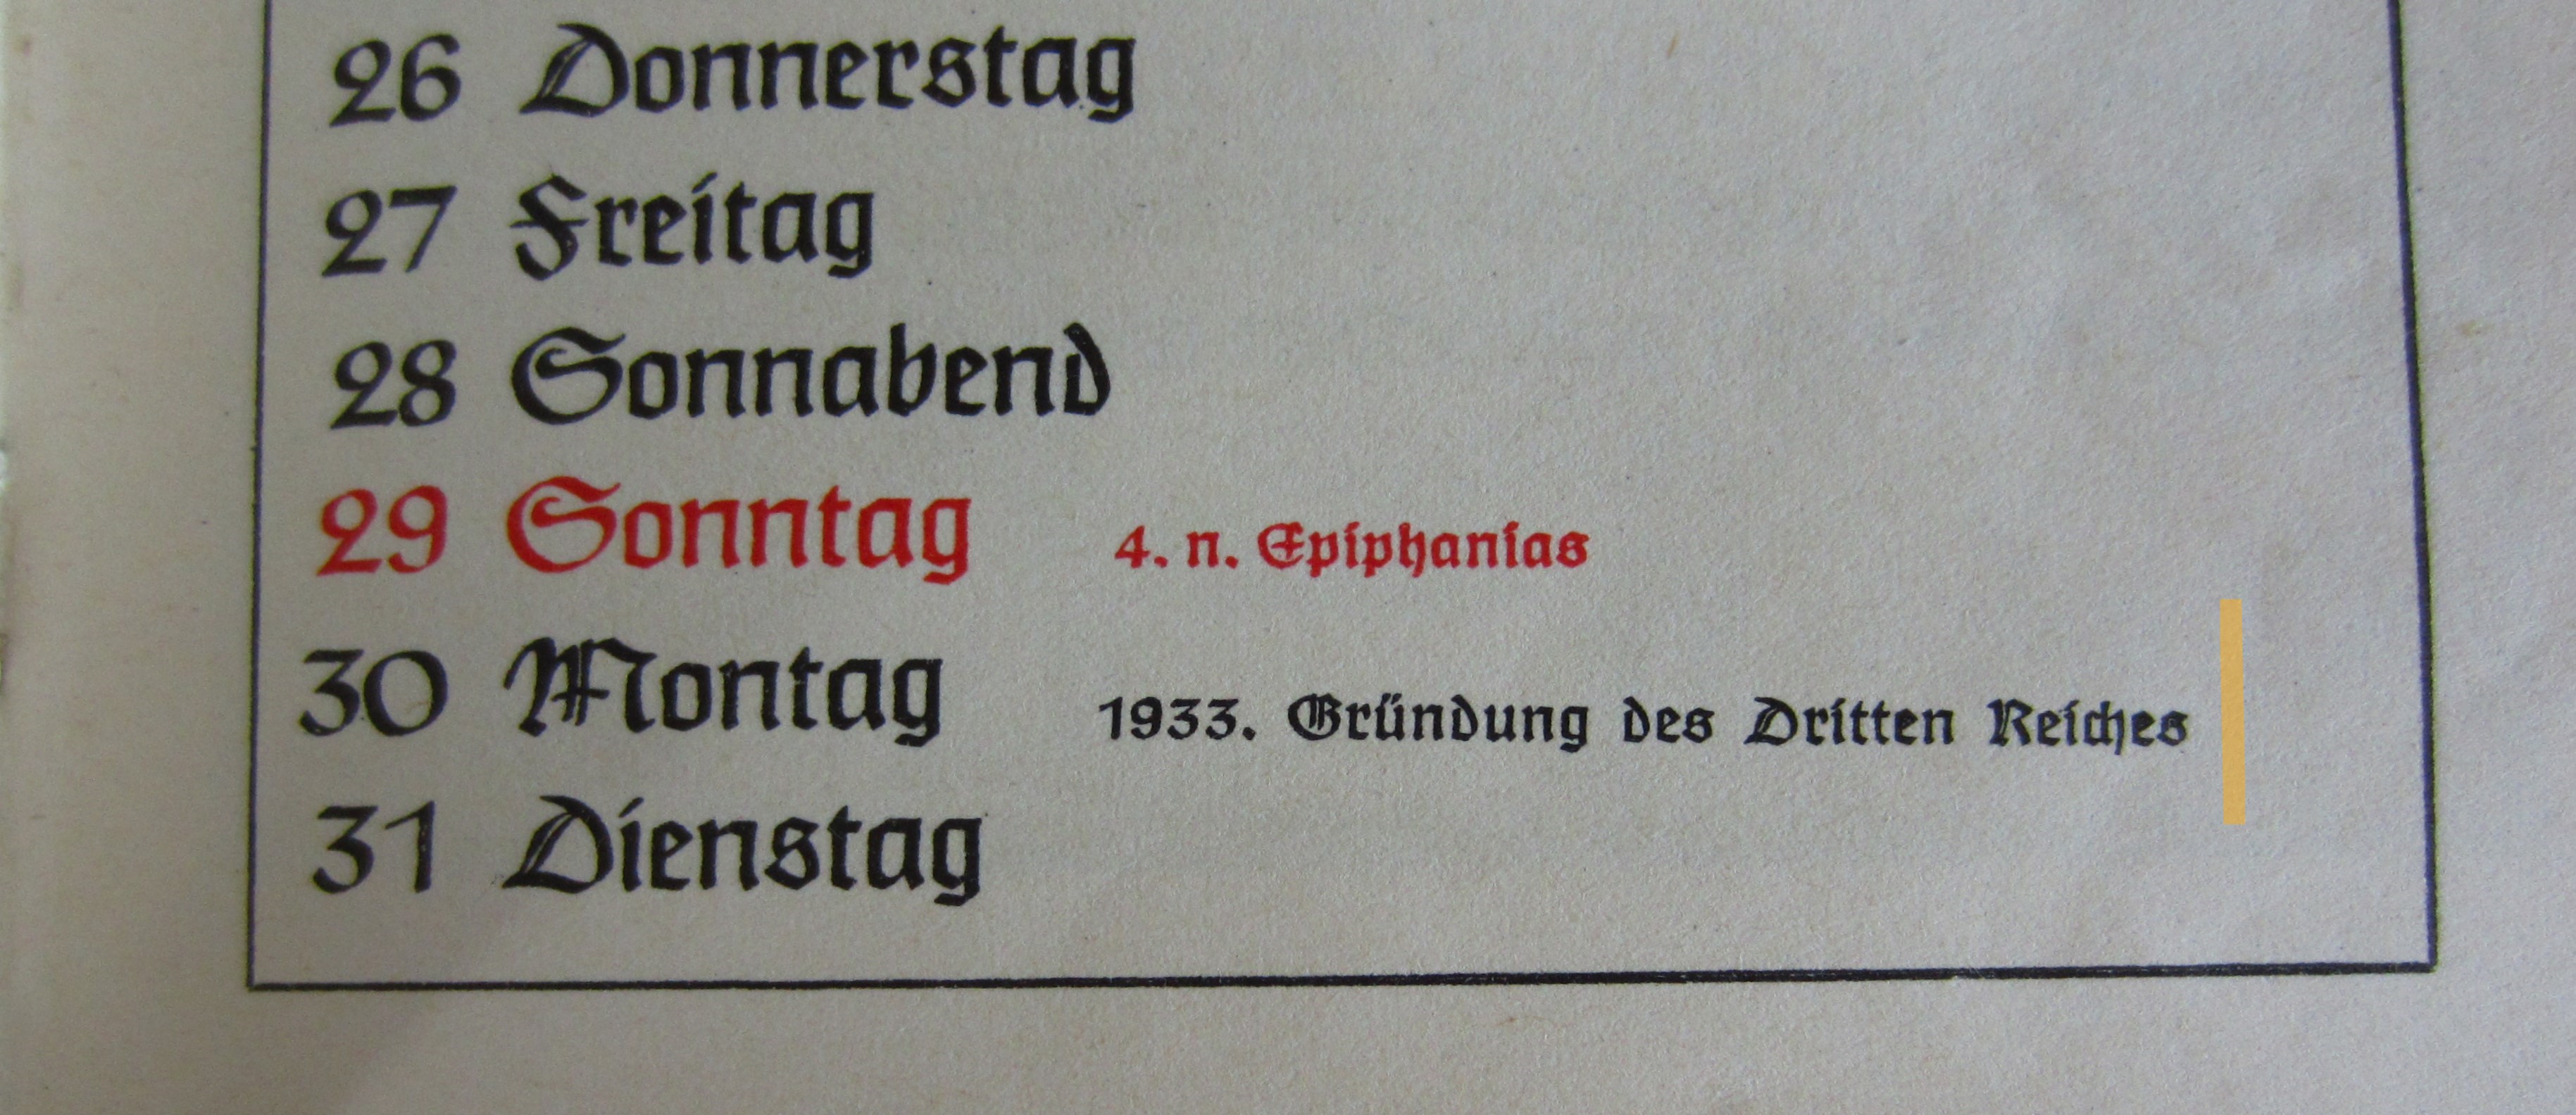 26 Donnerstag
27 Freitag
28 Sonnabend
29 Sonntag 4. n. Epiphanias
30 Montag 1933. Gründung des Dritten Reiches
31 Dienstag